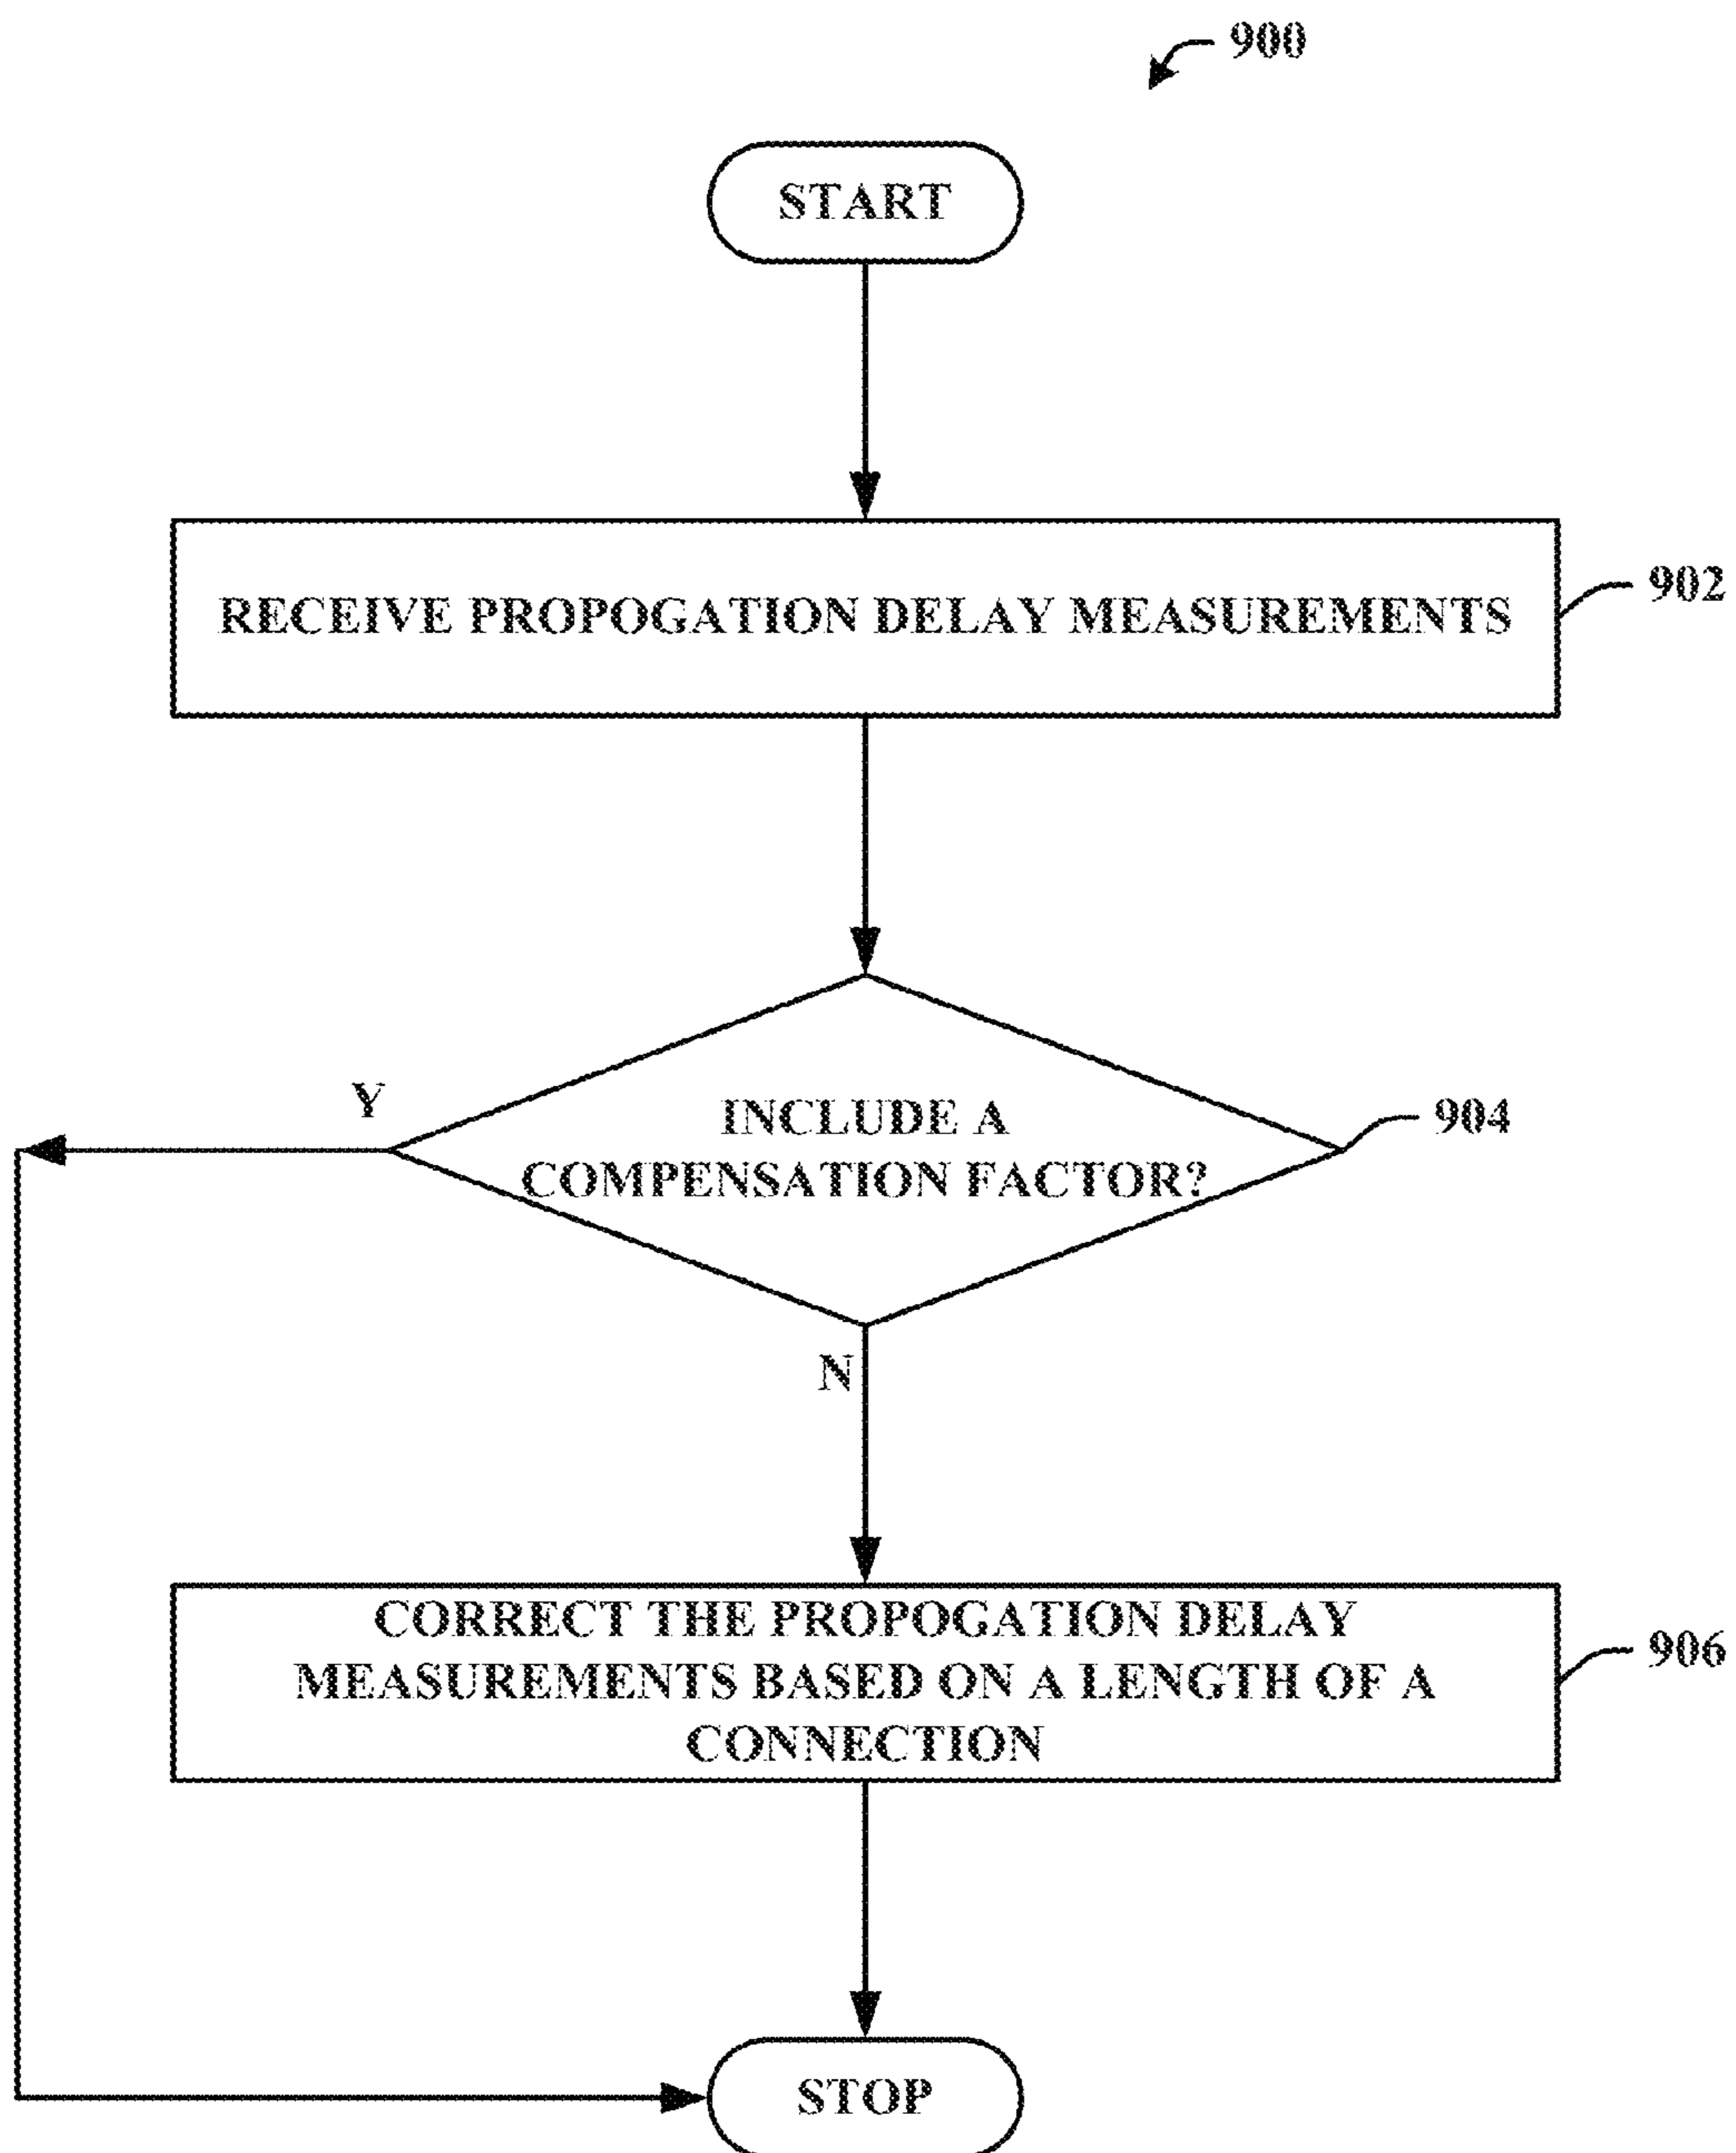 900
START
RECEIVE PROPOGATION DELAY MEASUREMENTS
902
Y
INCLUDE A
COMPENSATION FACTOR?
904
N
CORRECT THE PROPOGATION DELAY
MEASUREMENTS BASED ON A LENGTH OF A
CONNECTION
906
STOP